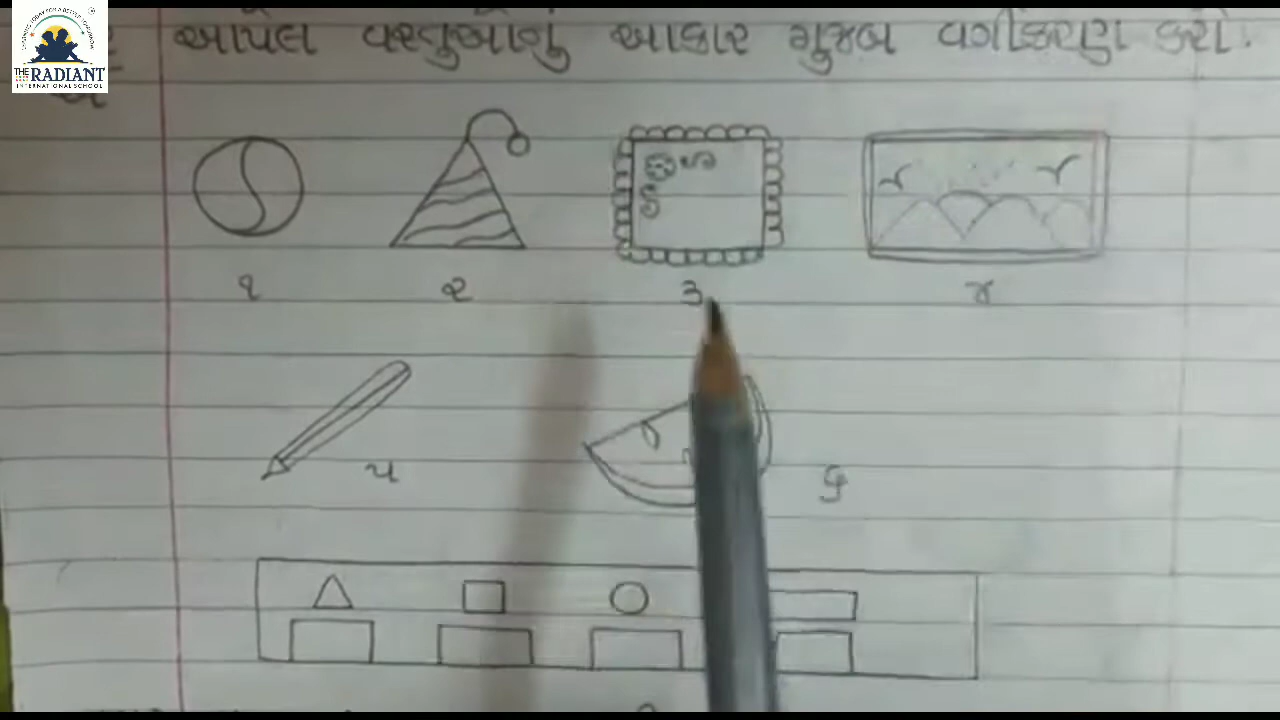 THE RADIANT
INTERNATIONAL SCHOOL
આપેલ વસ્તુઓનું આકાર મુજબ વર્ગીકરણ કરો.
૧ ૨ ૩ ૪
૫ ૬